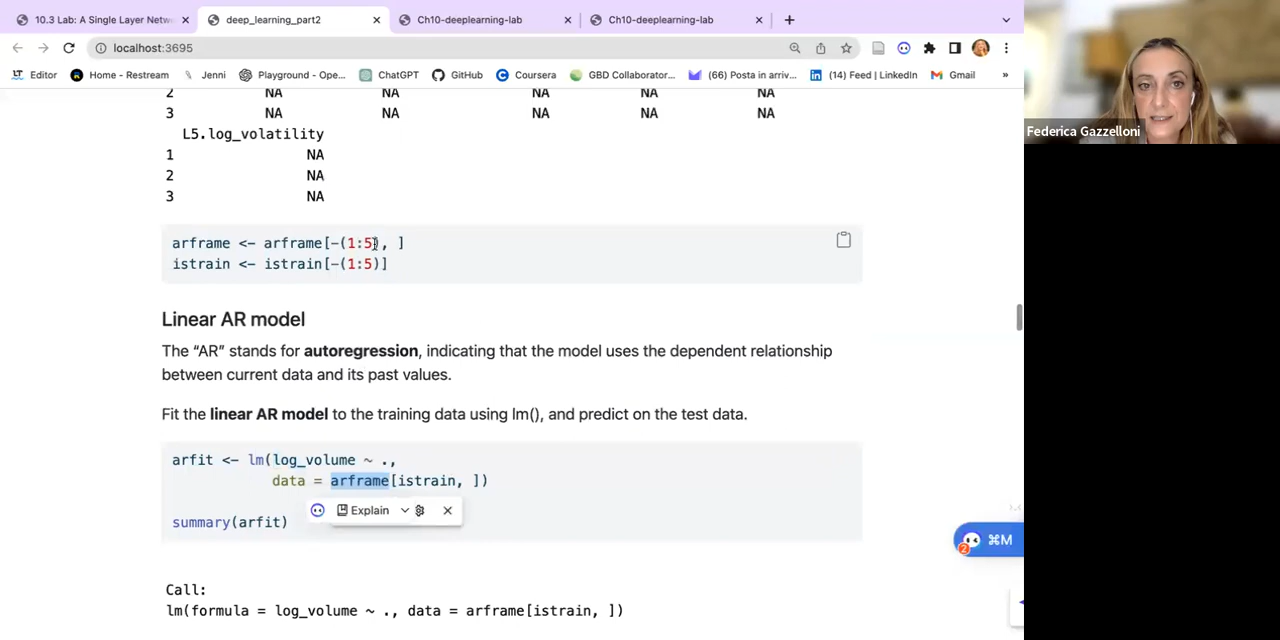 10.3 Lab: A Single Layer Netw
deep_learning_part2
Ch10-deeplearning-lab
Ch10-deeplearning-lab
localhost:3695
Editor
Home - Restream
Jenni
Playground - Ope...
ChatGPT
GitHub
Coursera
GBD Collaborator...
(66) Posta in arriv...
(14) Feed | LinkedIn
Gmail
»
2 NA NA NA NA NA
3 NA NA NA NA NA
L5.log_volatility
1 NA
2 NA
3 NA
arframe <- arframe[-(1:5), ]
istrain <- istrain[-(1:5)]
Linear AR model
The “AR” stands for autoregression, indicating that the model uses the dependent relationship
between current data and its past values.
Fit the linear AR model to the training data using lm(), and predict on the test data.
arfit <- lm(log_volume ~ .,
data = arframe[istrain, ])
Explain
summary(arfit)
2
⌘M
Call:
lm(formula = log_volume ~ ., data = arframe[istrain, ])
Federica Gazzelloni